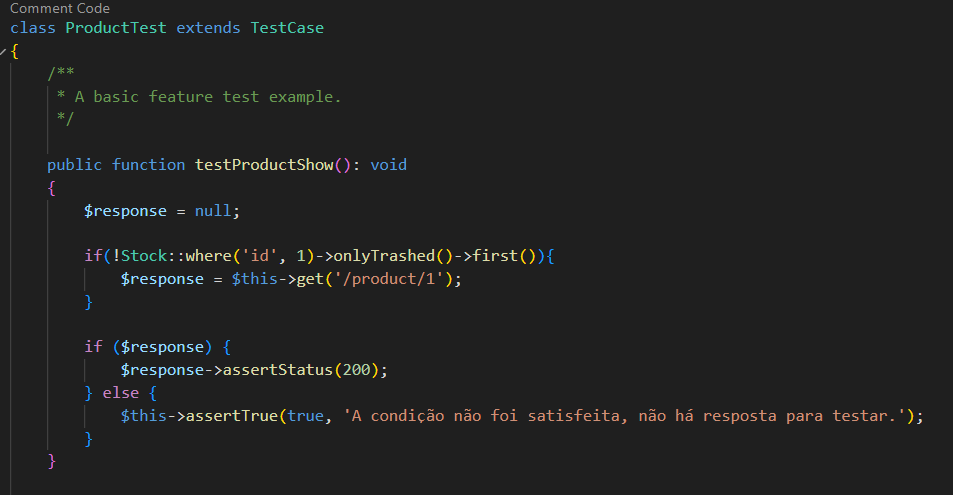 Comment Code
class ProductTest extends TestCase
{
/**
* A basic feature test example.
*/
public function testProductShow(): void
{
$response = null;
if(!Stock::where('id', 1)->onlyTrashed()->first()){
$response = $this->get('/product/1');
}
if ($response) {
$response->assertStatus(200);
} else {
$this->assertTrue(true, 'A condição não foi satisfeita, não há resposta para testar.');
}
}